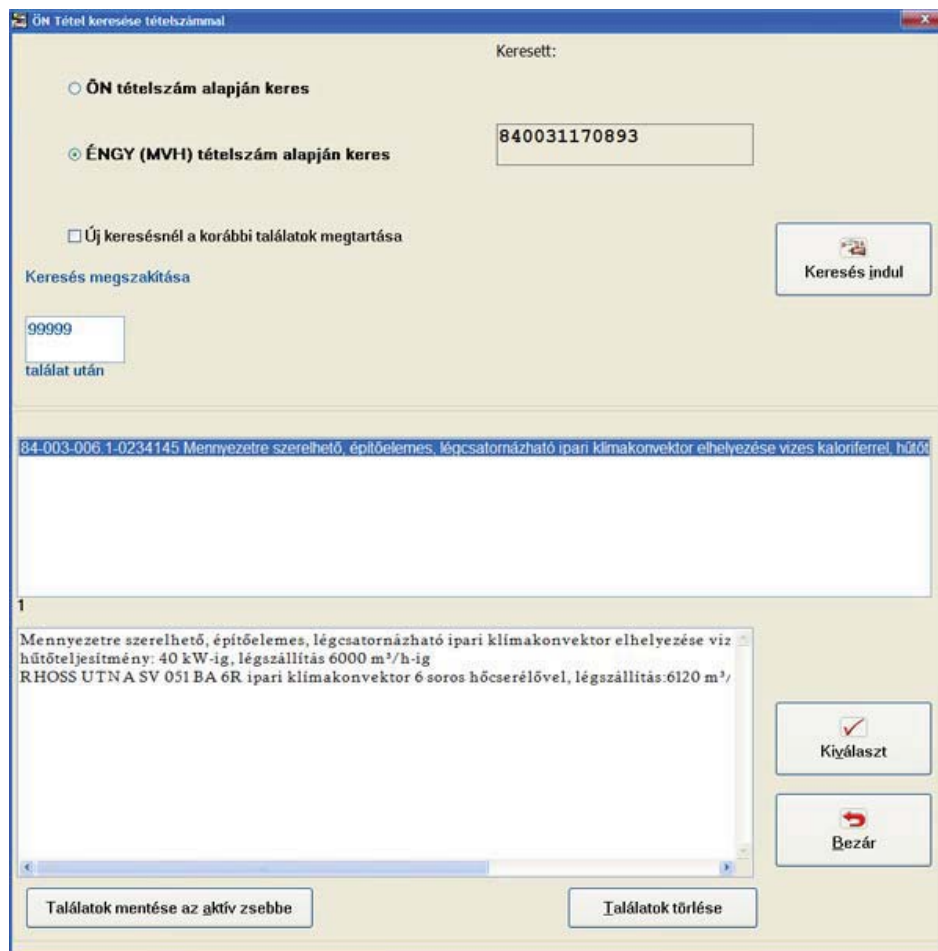 ÖN Tétel keresése tételszámmal
Keresett:
ÖN tételszám alapján keres
ÉNGY (MVH) tételszám alapján keres
840031170893
Új keresésnél a korábbi találatok megtartása
Keresés indul
Keresés megszakítása
99999
találat után
84-003-006.1-0234145 Mennyezetre szerelhető, építőelemes, légcsatornázható ipari klímakonvektor elhelyezése vizes kaloriferrel, hűtőt
1
Mennyezetre szerelhető, építőelemes, légcsatornázható ipari klímakonvektor elhelyezése viz
hűtőteljesítmény: 40 kW-ig, légszállítás 6000 m³/h-ig
RHOSS UTNA SV 051 BA 6R ipari klímakonvektor 6 soros hőcserélővel, légszállítás:6120 m³/
Kiválaszt
Bezár
Találatok mentése az aktív zsebbe
Találatok törlése